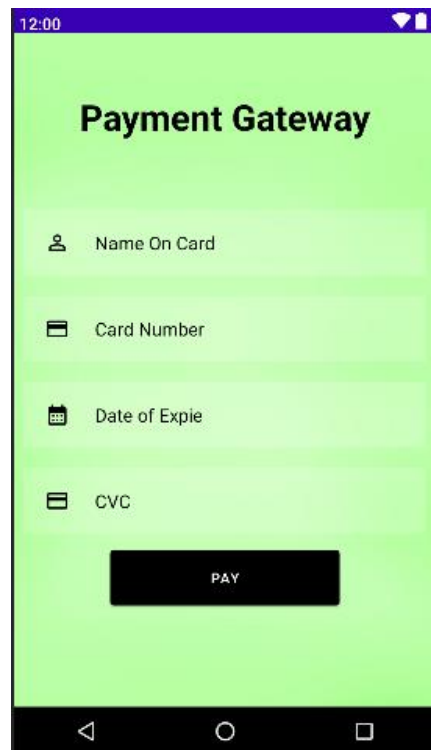 12:00
Payment Gateway
Name On Card
Card Number
Date of Expie
CVC
PAY